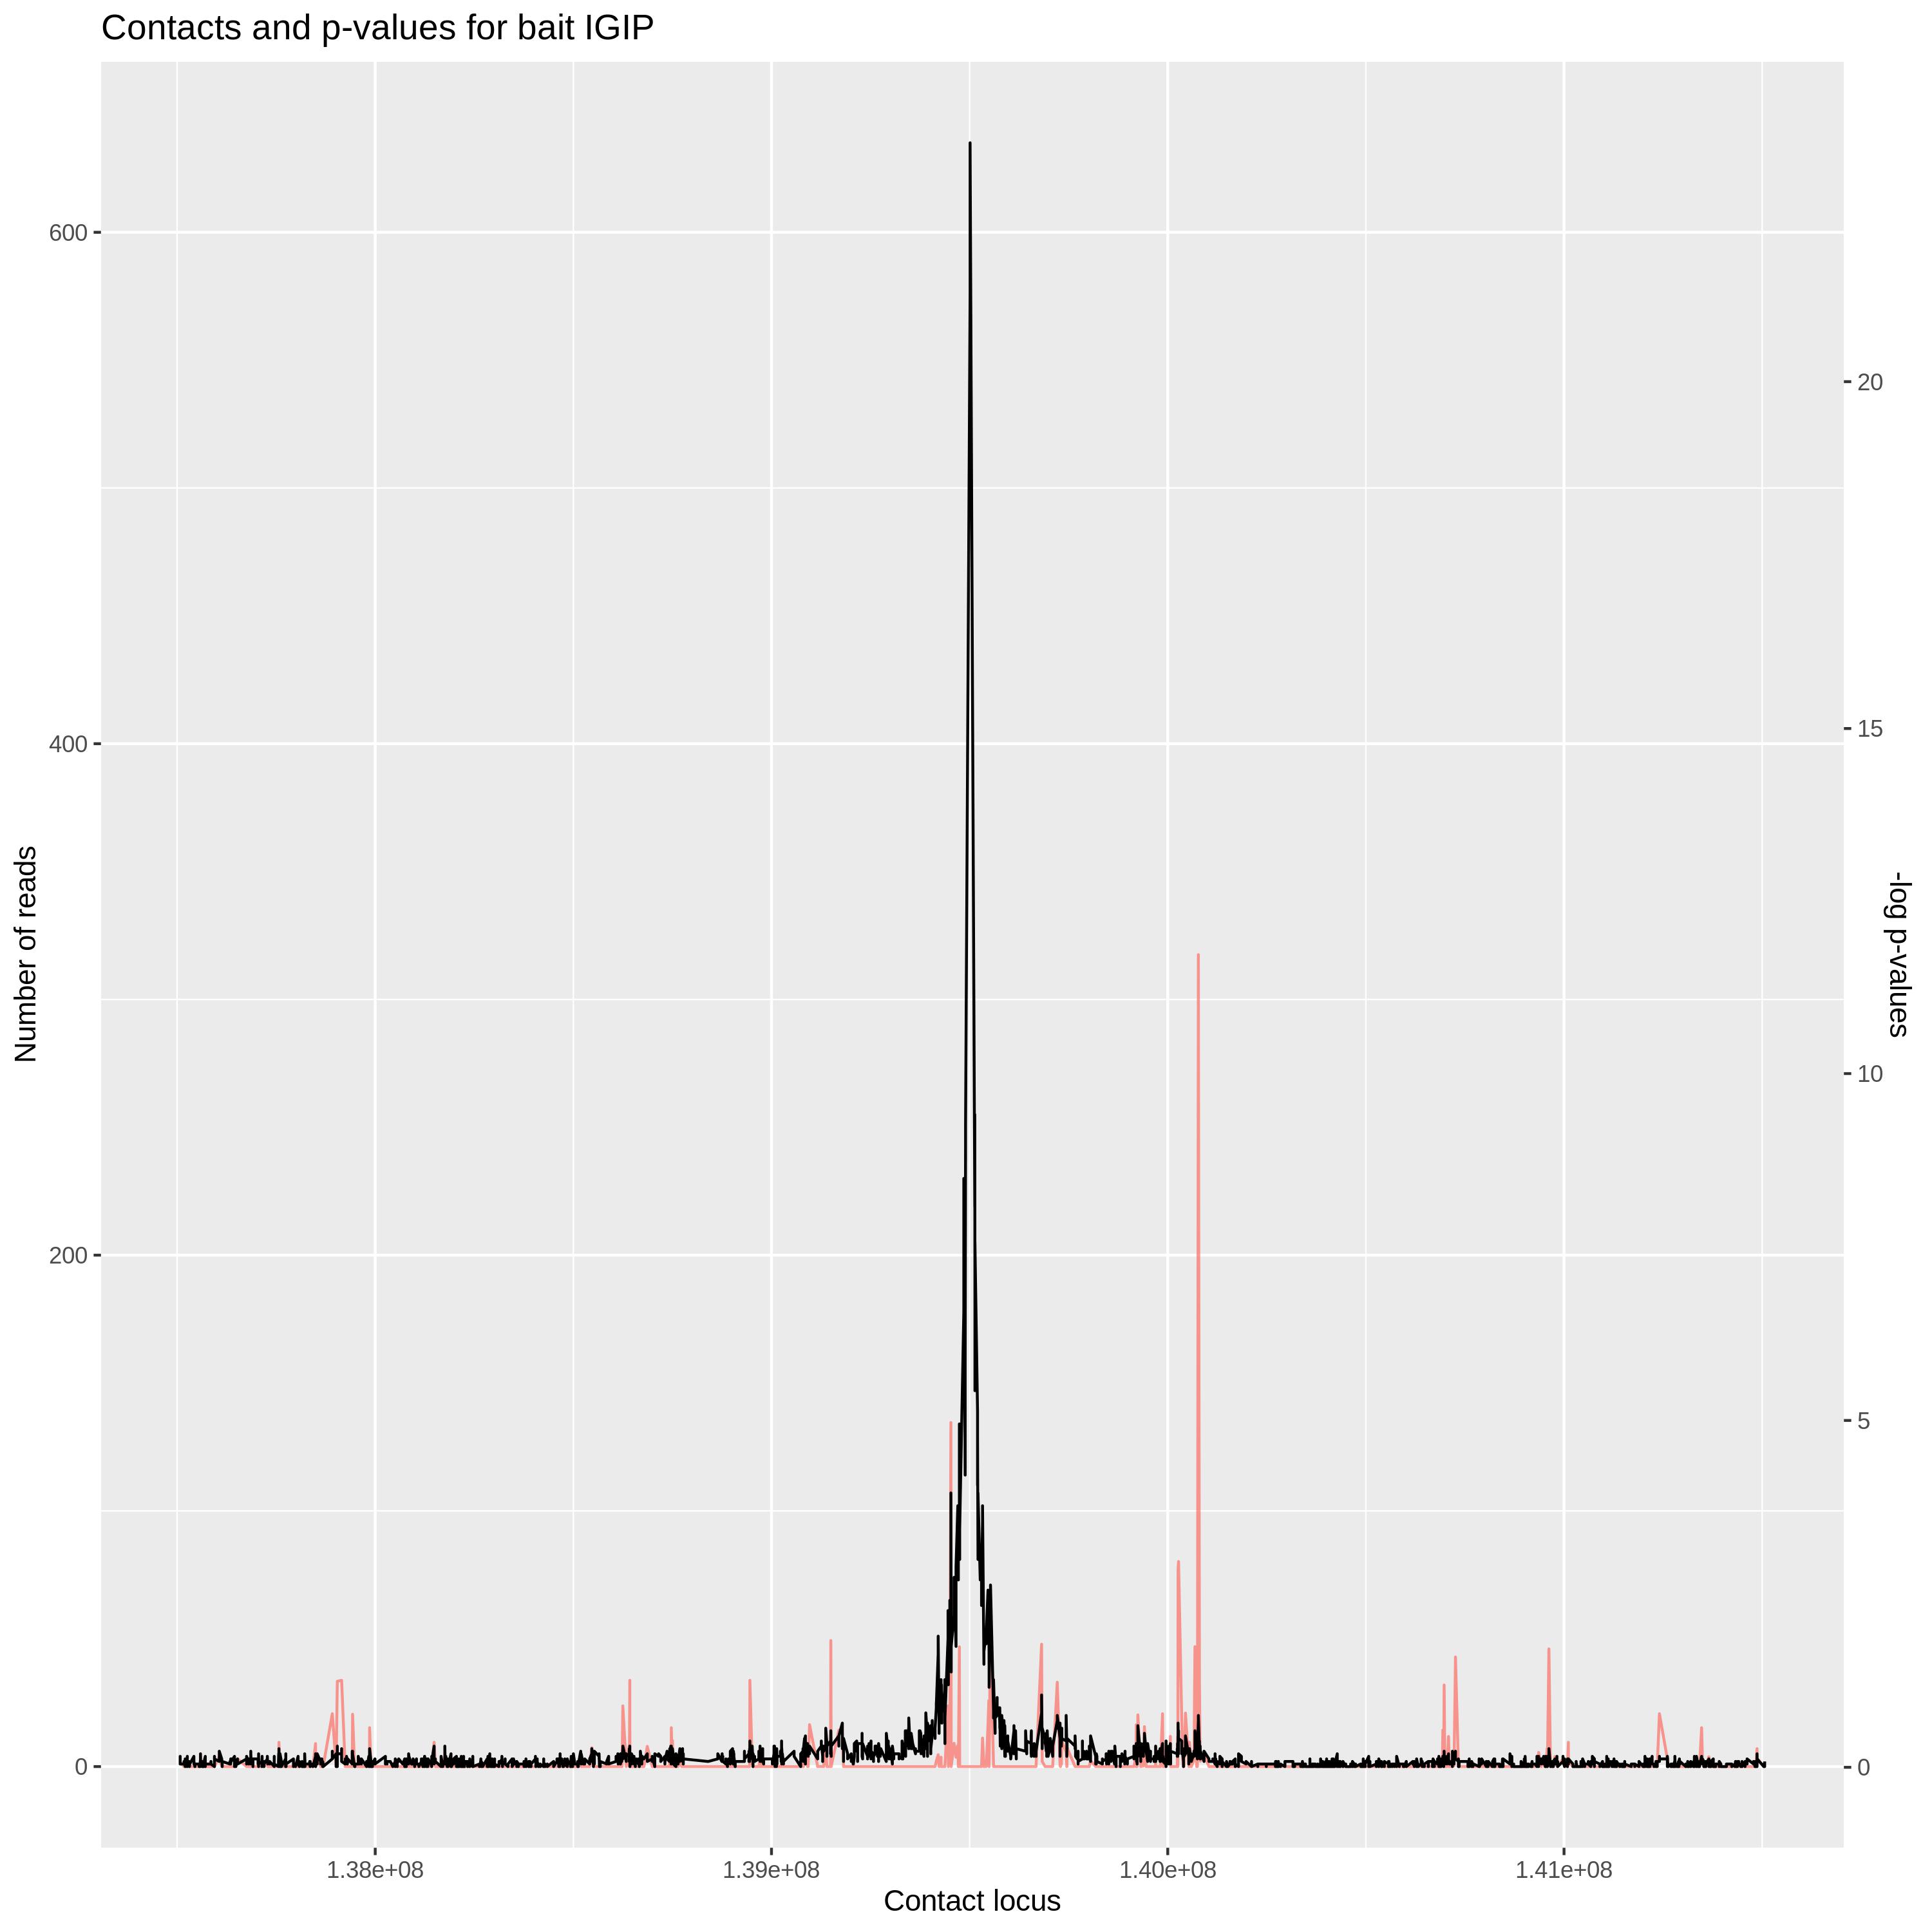 Contacts and p-values for bait IGIP
600
400
200
0
20
15
10
5
0
Number of reads
-log p-values
1.38e+08
1.39e+08
1.40e+08
1.41e+08
Contact locus